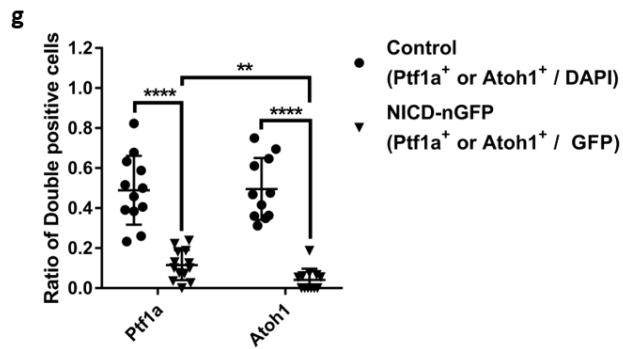 g
Ratio of Double positive cells
1.2
1.0
0.8
0.6
0.4
0.2
0.0
****
**
****
Ptf1a
Atoh1
Control
(Ptf1a⁺ or Atoh1⁺ / DAPI)
NICD-nGFP
(Ptf1a⁺ or Atoh1⁺ / GFP)